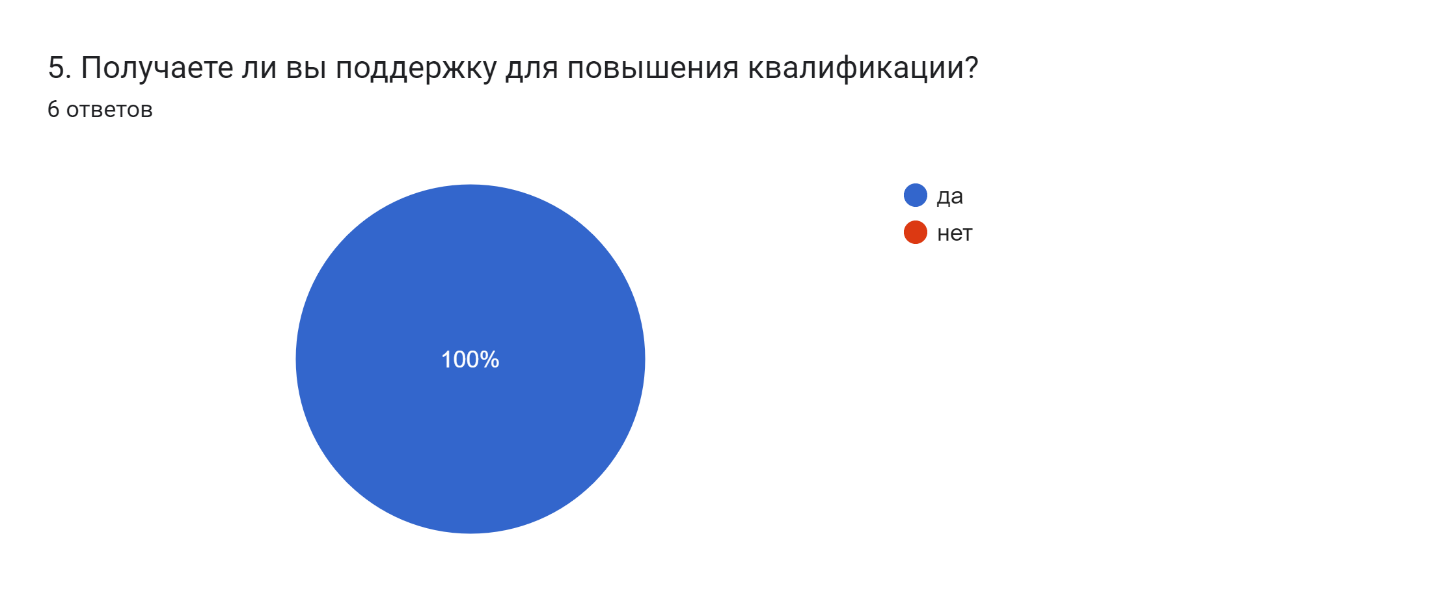 5. Получаете ли вы поддержку для повышения квалификации?
6 ответов
100%
да
нет